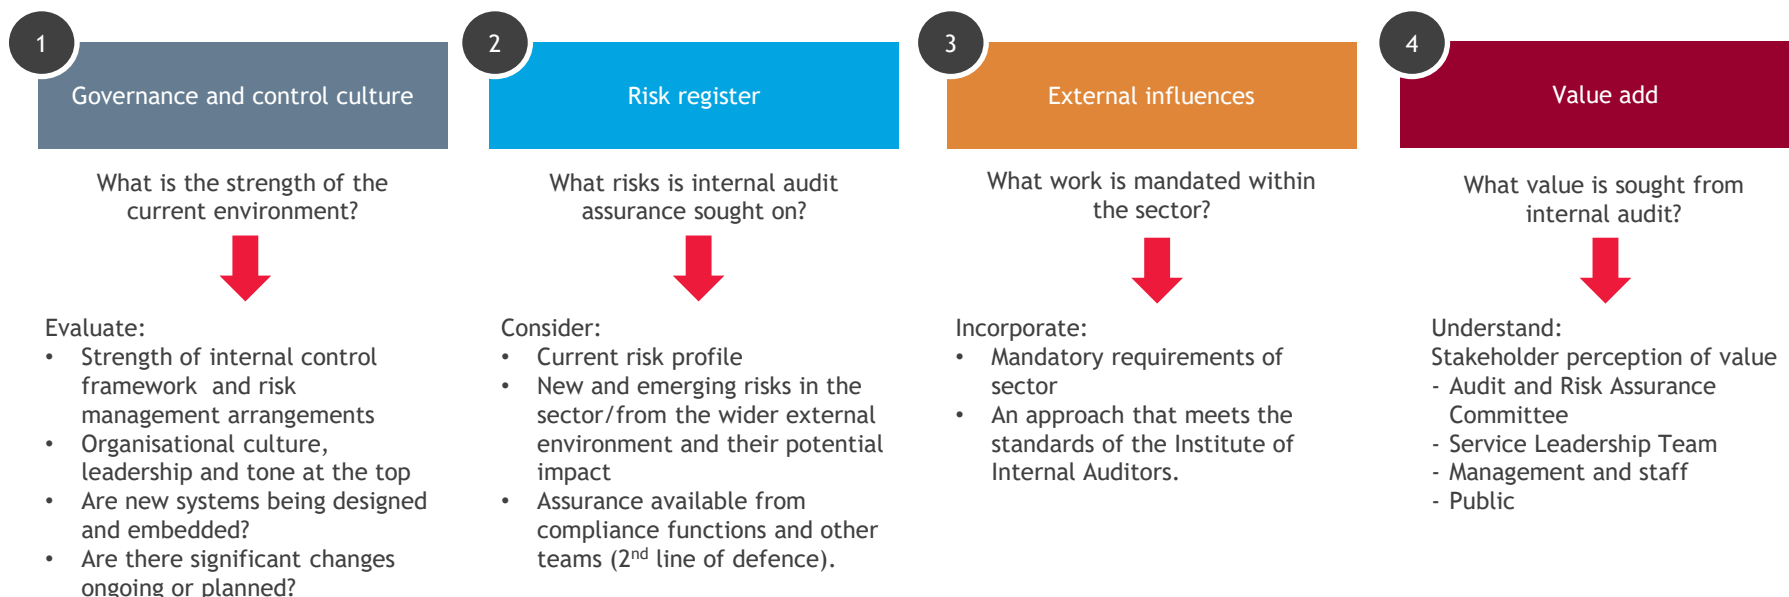 1
Governance and control culture
What is the strength of the
current environment?
Evaluate:
• Strength of internal control
framework and risk
management arrangements
• Organisational culture,
leadership and tone at the top
• Are new systems being designed
and embedded?
• Are there significant changes
ongoing or planned?
2
Risk register
What risks is internal audit
assurance sought on?
Consider:
• Current risk profile
• New and emerging risks in the
sector/from the wider external
environment and their potential
impact
• Assurance available from
compliance functions and other
teams (2nd line of defence).
3
External influences
What work is mandated within
the sector?
Incorporate:
• Mandatory requirements of
sector
• An approach that meets the
standards of the Institute of
Internal Auditors.
4
Value add
What value is sought from
internal audit?
Understand:
Stakeholder perception of value
- Audit and Risk Assurance
Committee
- Service Leadership Team
- Management and staff
- Public